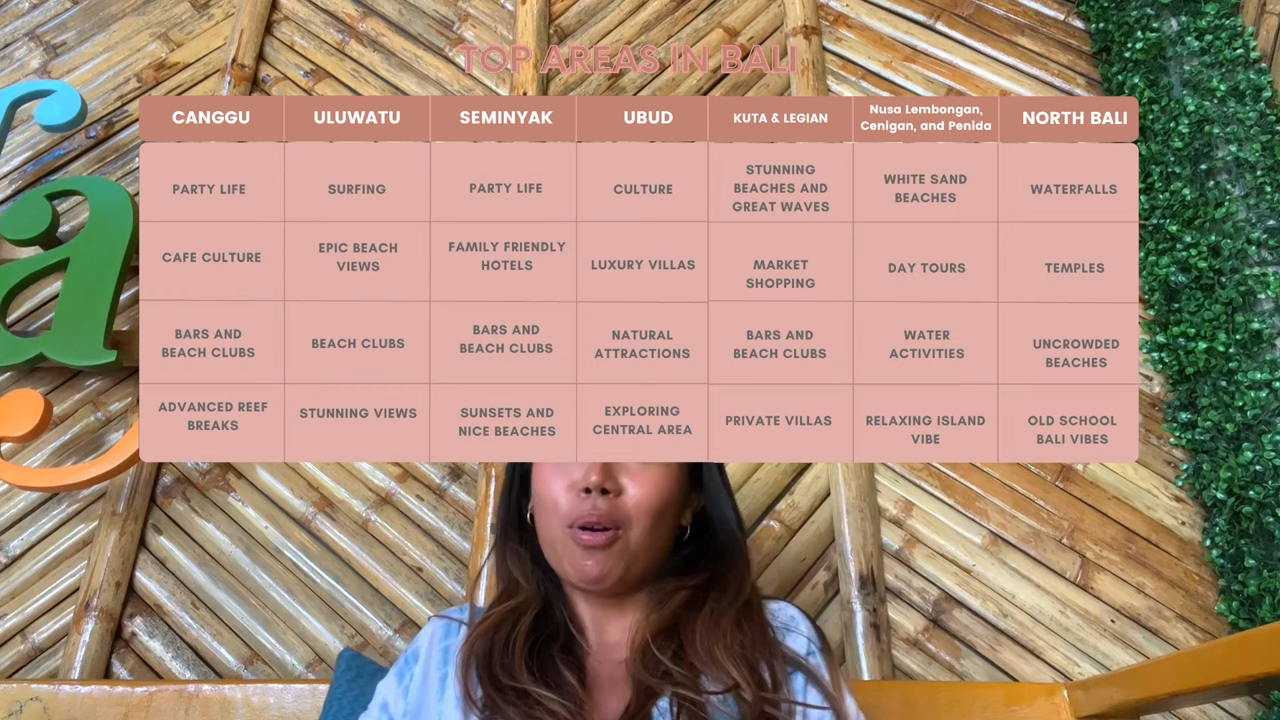 TOP AREAS IN BALI
CANGGU
ULUWATU
SEMINYAK
UBUD
KUTA & LEGIAN
Nusa Lembongan,
Cenigan, and Penida
NORTH BALI
PARTY LIFE
SURFING
PARTY LIFE
CULTURE
STUNNING
BEACHES AND
GREAT WAVES
WHITE SAND
BEACHES
WATERFALLS
CAFE CULTURE
EPIC BEACH
VIEWS
FAMILY FRIENDLY
HOTELS
LUXURY VILLAS
MARKET
SHOPPING
DAY TOURS
TEMPLES
BARS AND
BEACH CLUBS
BEACH CLUBS
BARS AND
BEACH CLUBS
NATURAL
ATTRACTIONS
BARS AND
BEACH CLUBS
WATER
ACTIVITIES
UNCROWDED
BEACHES
ADVANCED REEF
BREAKS
STUNNING VIEWS
SUNSETS AND
NICE BEACHES
EXPLORING
CENTRAL AREA
PRIVATE VILLAS
RELAXING ISLAND
VIBE
OLD SCHOOL
BALI VIBES